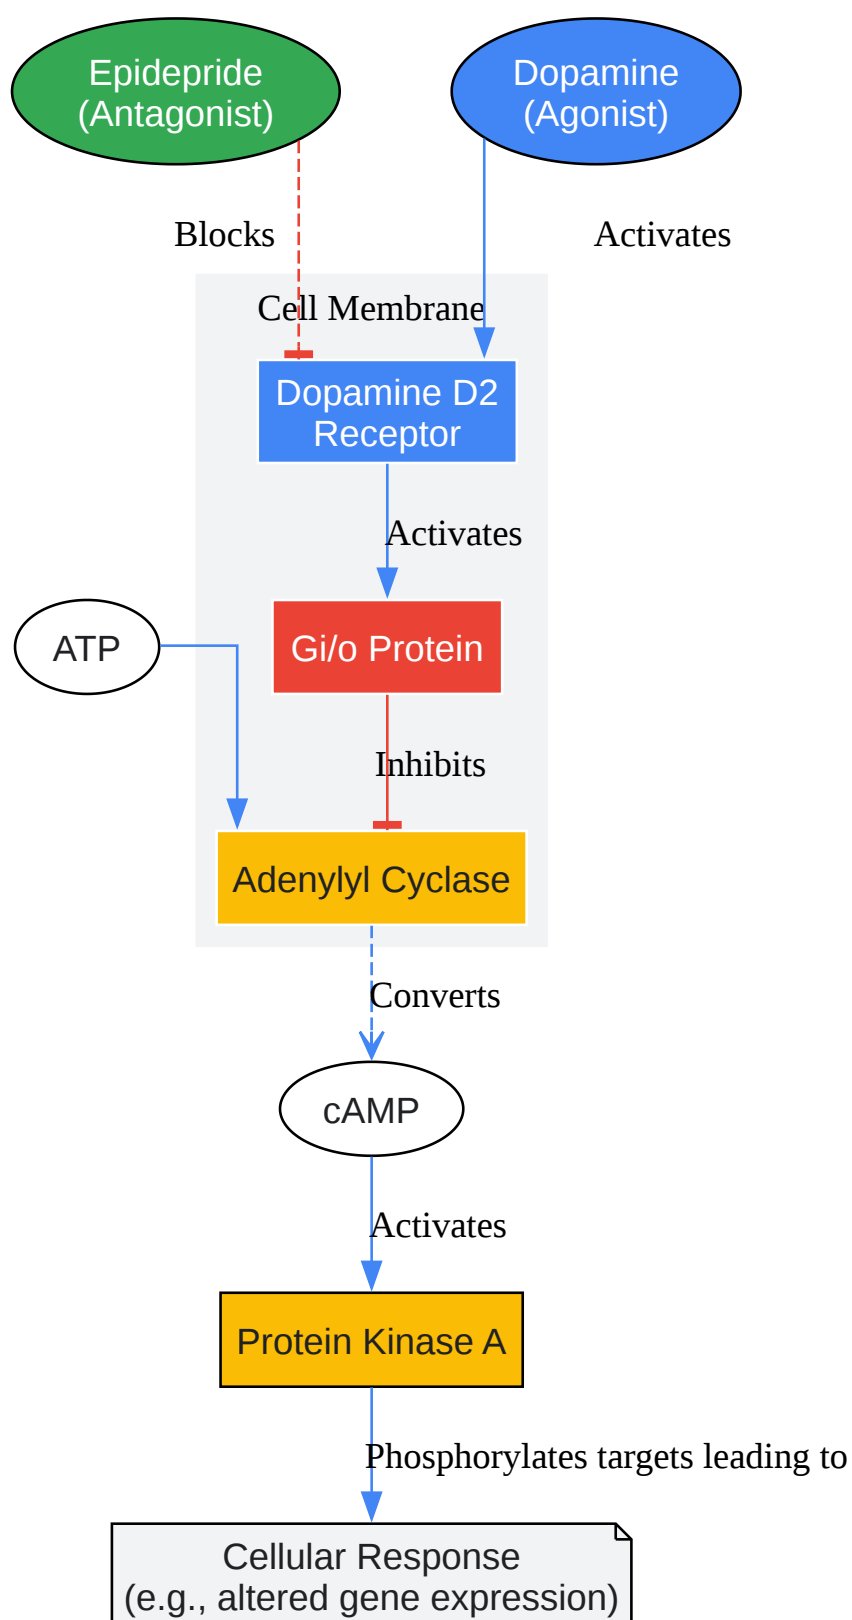 Epidepride
(Antagonist)
Dopamine
(Agonist)
Blocks
Activates
Cell Membrane
Dopamine D2
Receptor
Activates
ATP
Gi/o Protein
Inhibits
Adenylyl Cyclase
Converts
cAMP
Activates
Protein Kinase A
Phosphorylates targets leading to
Cellular Response
(e.g., altered gene expression)